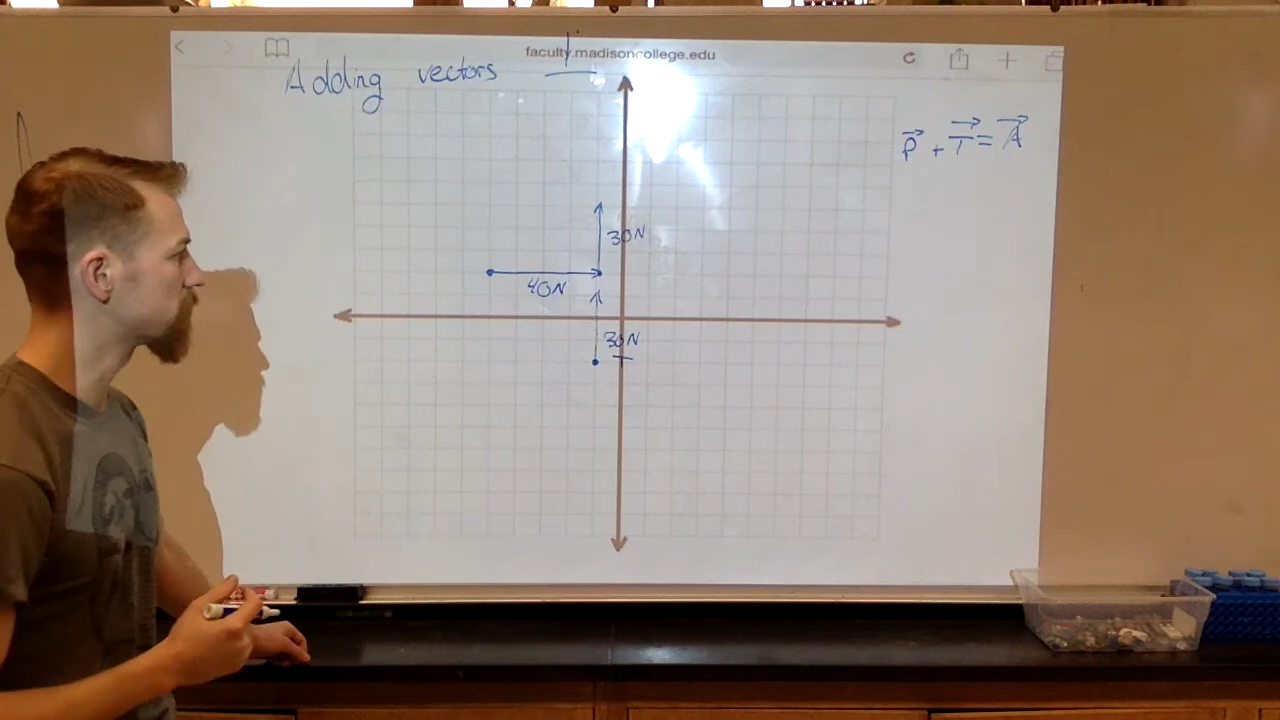 faculty.madisoncollege.edu
Adding vectors
P + T = A
30N
40N
30N